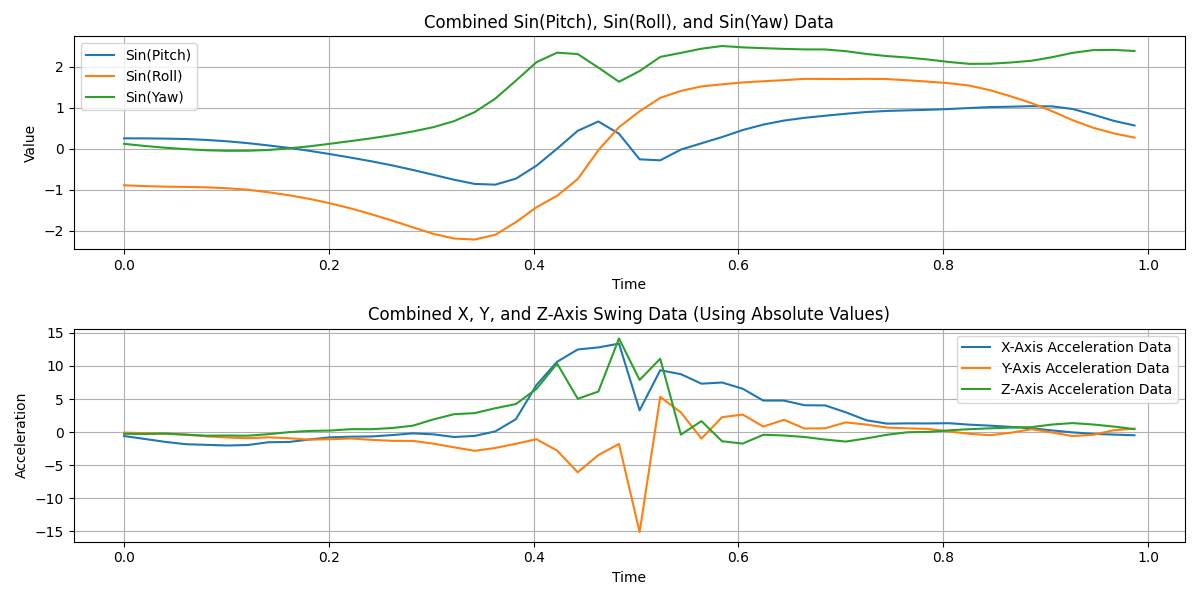 Combined Sin(Pitch), Sin(Roll), and Sin(Yaw) Data
Value
2
1
0
−1
−2
Sin(Pitch)
Sin(Roll)
Sin(Yaw)
0.0 0.2 0.4 0.6 0.8 1.0
Time
Combined X, Y, and Z-Axis Swing Data (Using Absolute Values)
Acceleration
15
10
5
0
−5
−10
−15
X-Axis Acceleration Data
Y-Axis Acceleration Data
Z-Axis Acceleration Data
0.0 0.2 0.4 0.6 0.8 1.0
Time